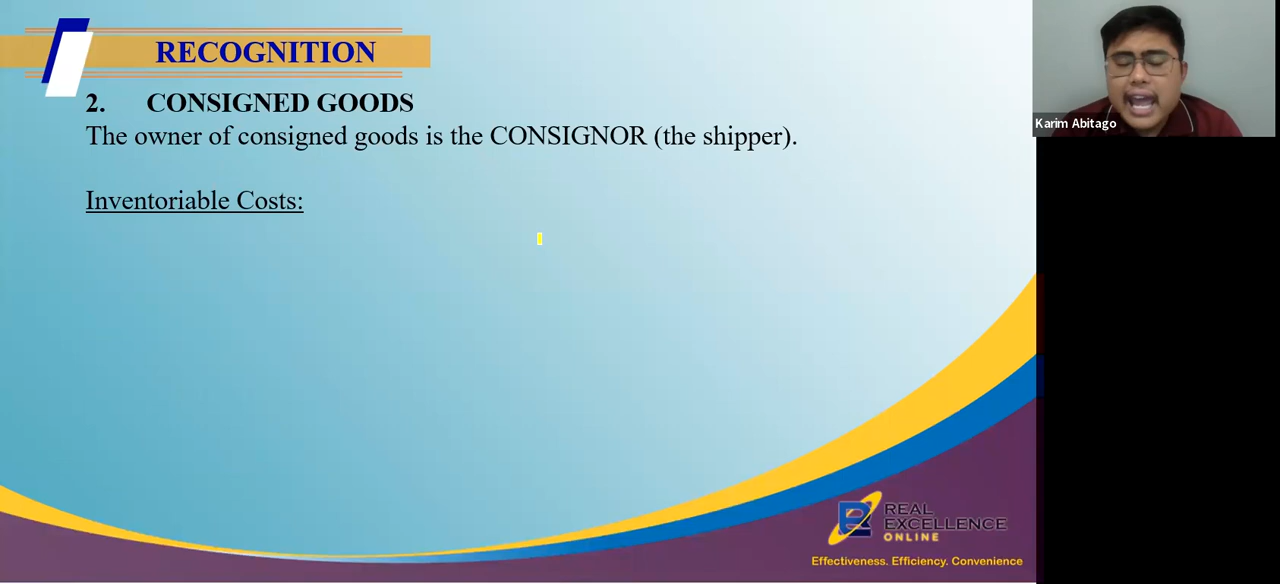 RECOGNITION
2. CONSIGNED GOODS
The owner of consigned goods is the CONSIGNOR (the shipper).
Inventoriable Costs:
Karim Abitago
REAL
EXCELLENCE
ONLINE
Effectiveness. Efficiency. Convenience